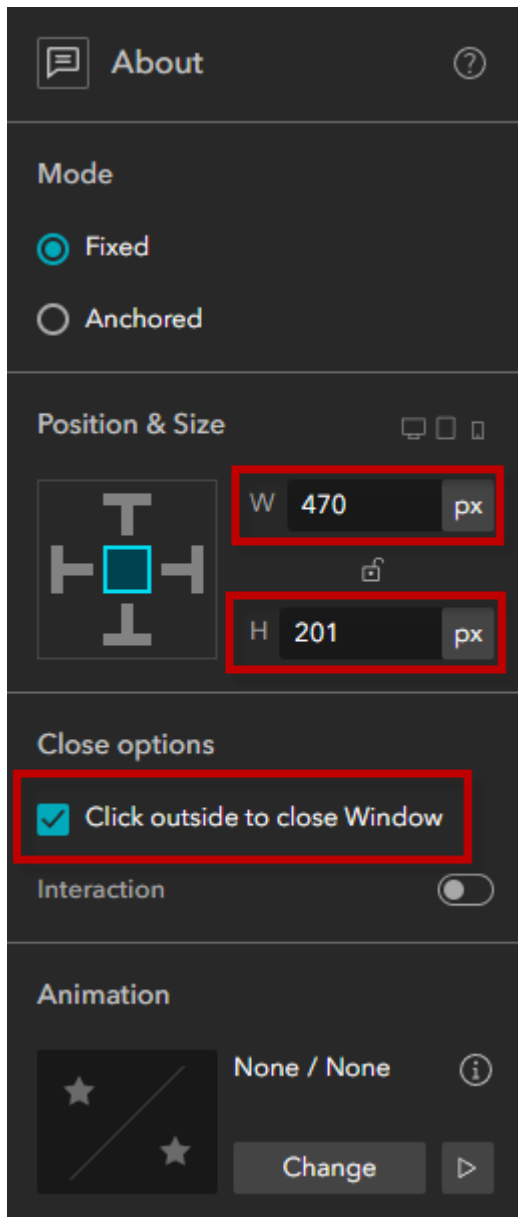 About
Mode
Fixed
Anchored
Position & Size
W 470 px
H 201 px
Close options
Click outside to close Window
Interaction
Animation
None / None
Change